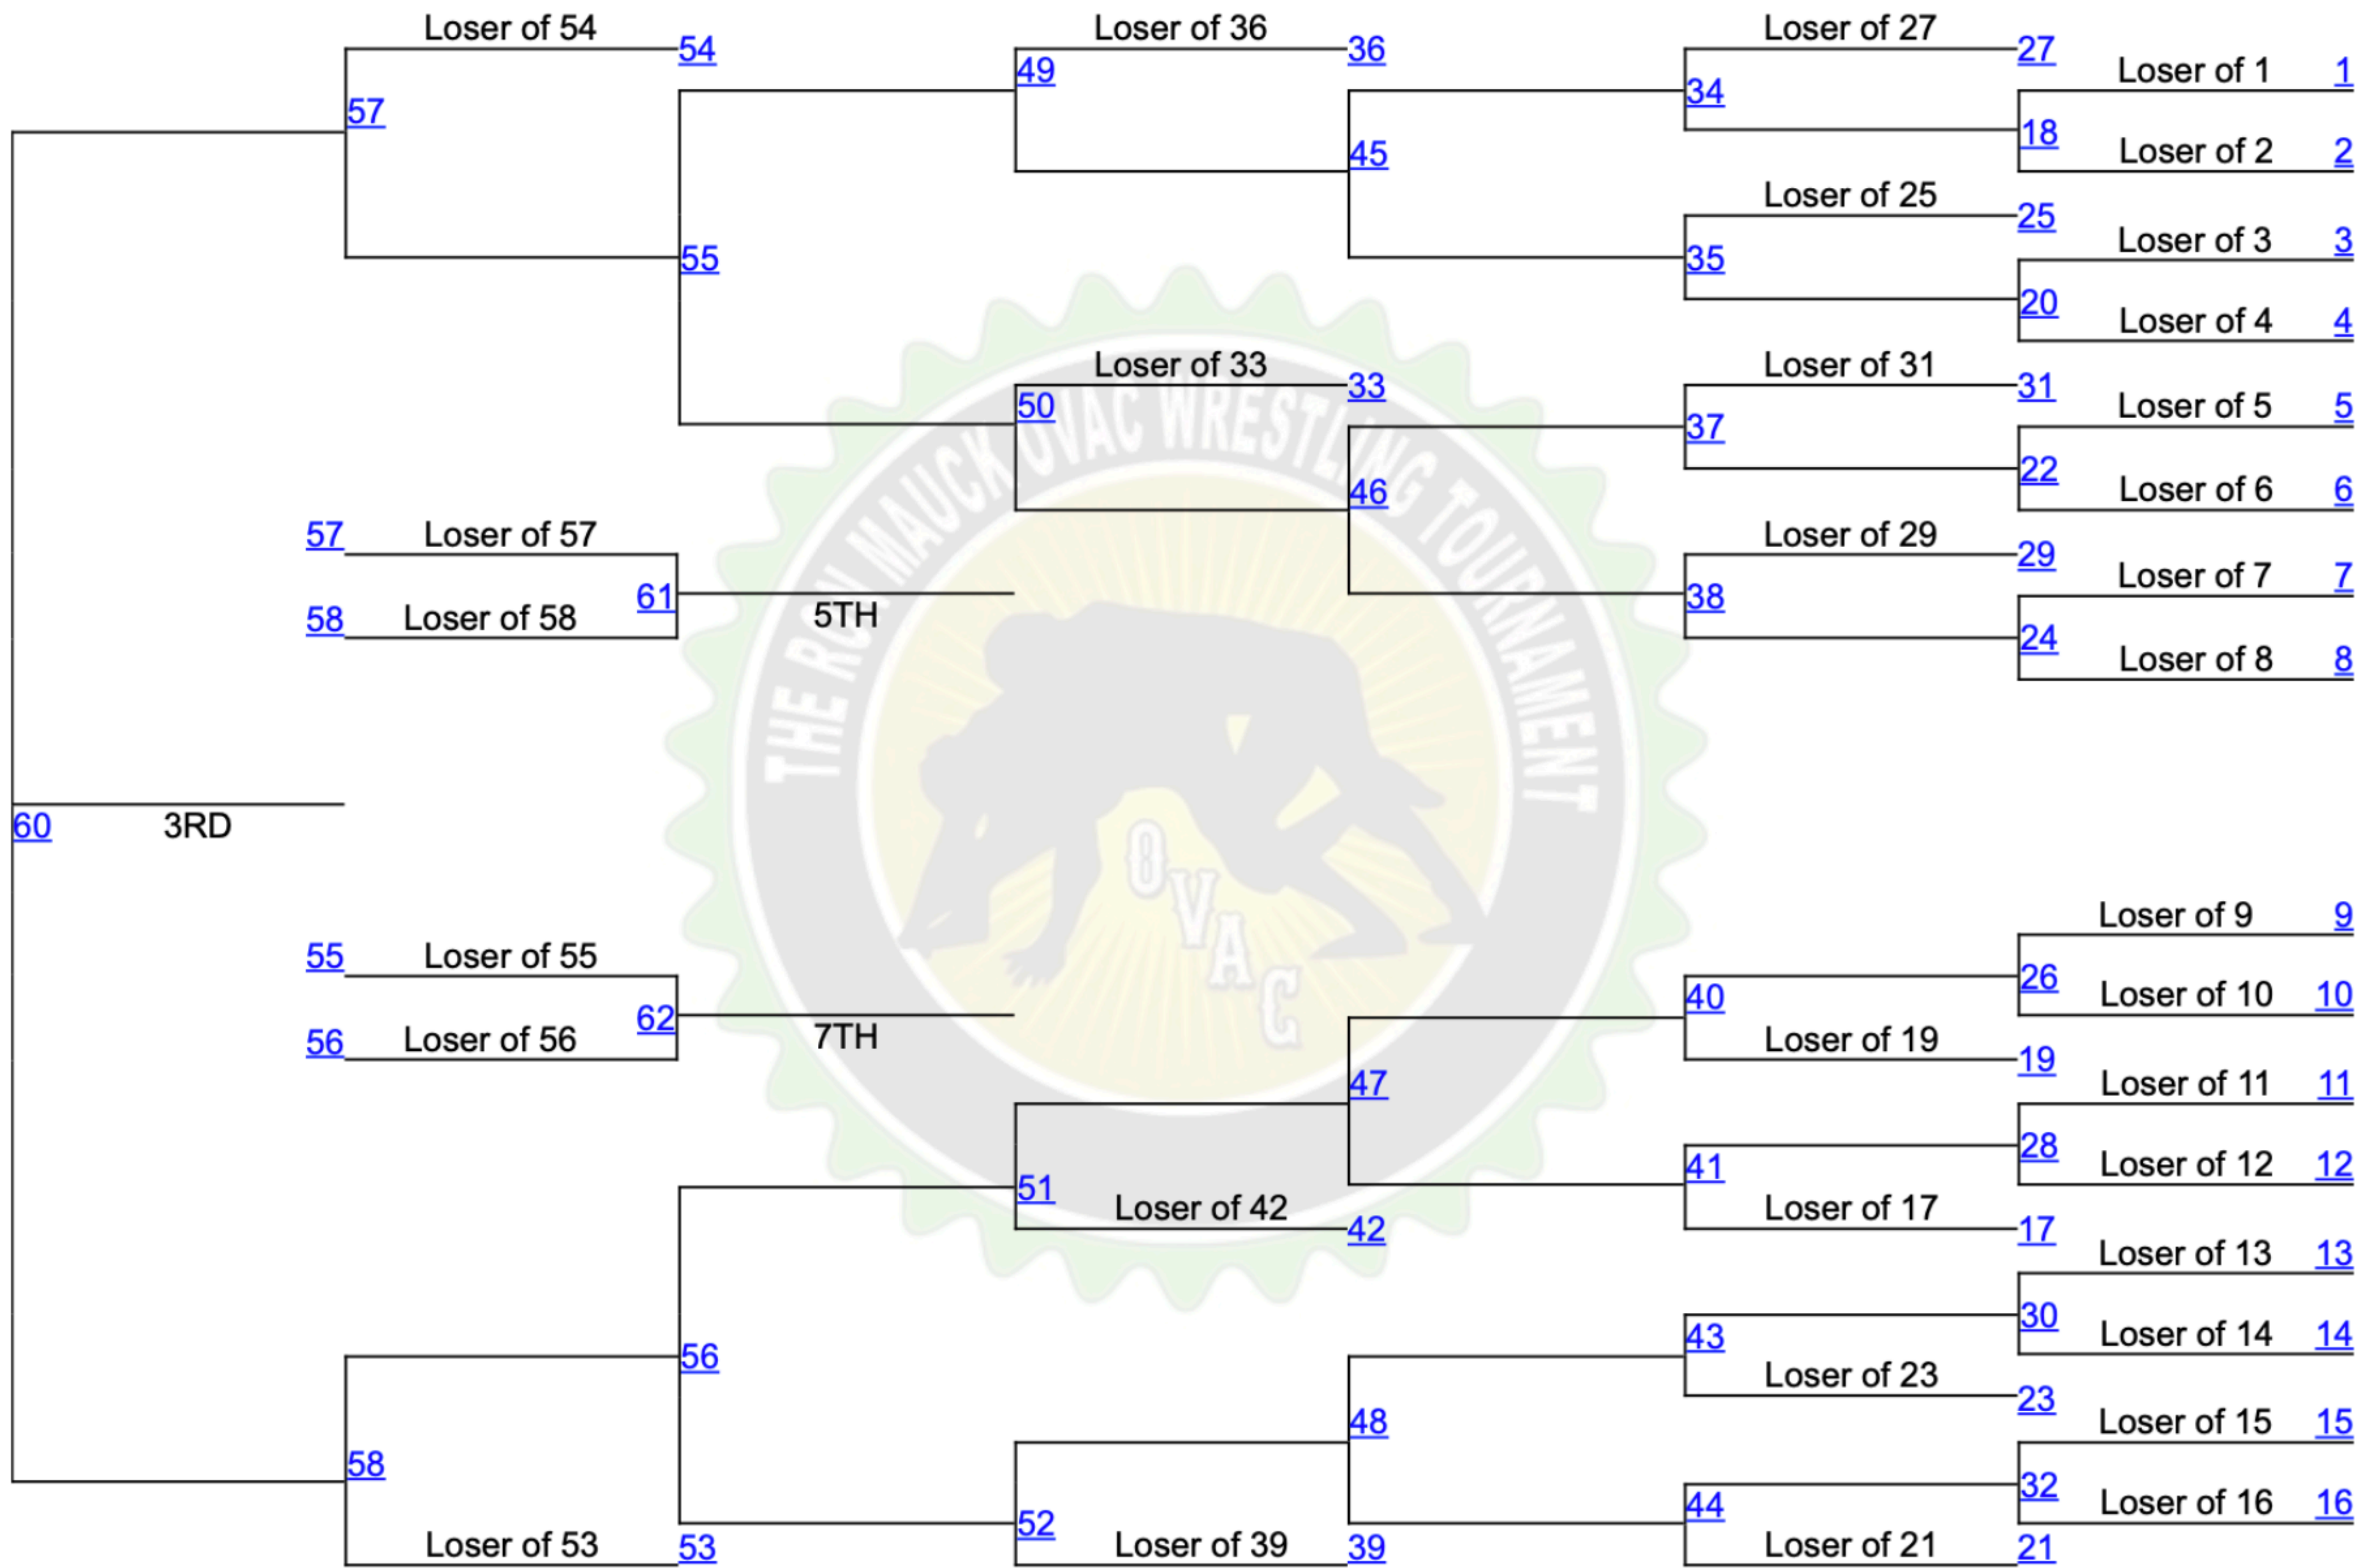 Loser of 54 54 Loser of 36 36 Loser of 27 27
49 Loser of 1 1
57 34
45 18
Loser of 2 2
Loser of 25 25
55 35 Loser of 3 3
20
Loser of 4 4
Loser of 33 33 Loser of 31 31
50 37 Loser of 5 5
46 22
Loser of 6 6
57 Loser of 57 Loser of 29 29
61 5TH 38 Loser of 7 7
58 Loser of 58 24
Loser of 8 8
THE RON MAUCK OVAC WRESTLING TOURNAMENT
OVAC
60 3RD
Loser of 9 9
55 Loser of 55 40 26
Loser of 10 10
62 7TH
56 Loser of 56 Loser of 19 19
47 Loser of 11 11
28
51 41 Loser of 12 12
Loser of 42 42 Loser of 17 17
Loser of 13 13
43 30
56 Loser of 14 14
Loser of 23 23
48 Loser of 15 15
58 32
52 44 Loser of 16 16
Loser of 53 53 Loser of 39 39 Loser of 21 21